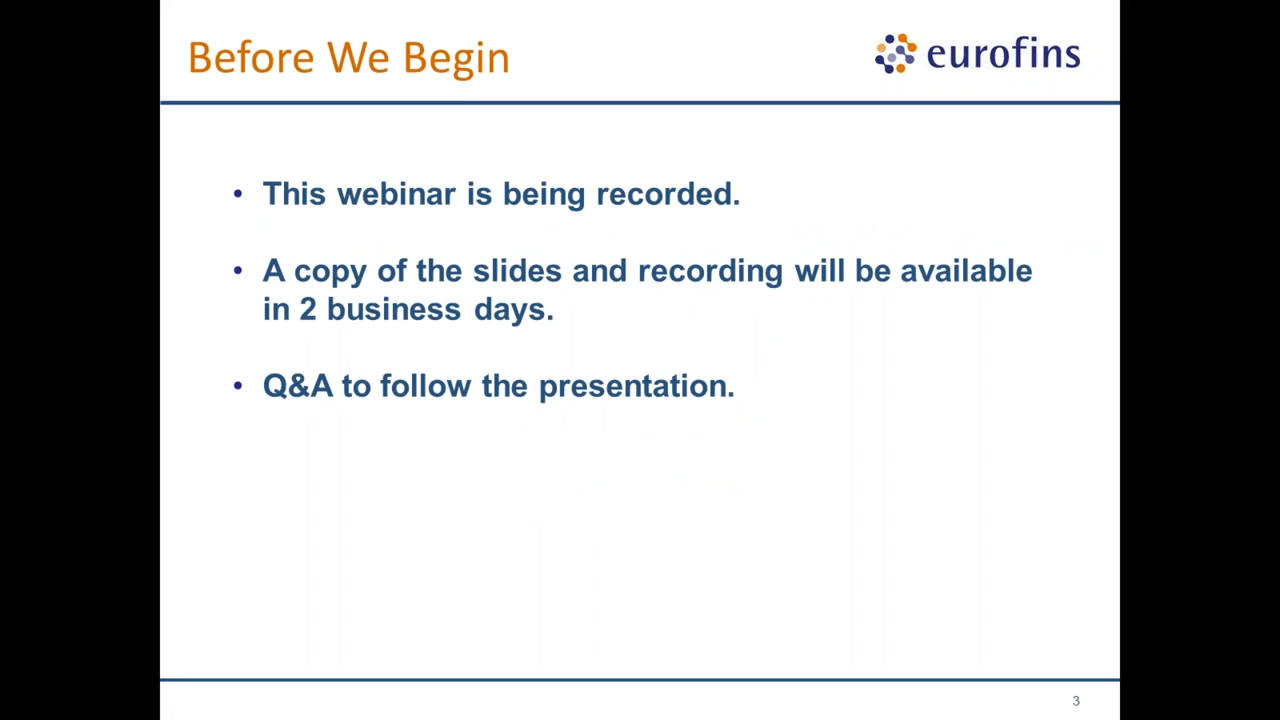 Before We Begin
eurofins
• This webinar is being recorded.
• A copy of the slides and recording will be available
in 2 business days.
• Q&A to follow the presentation.
3